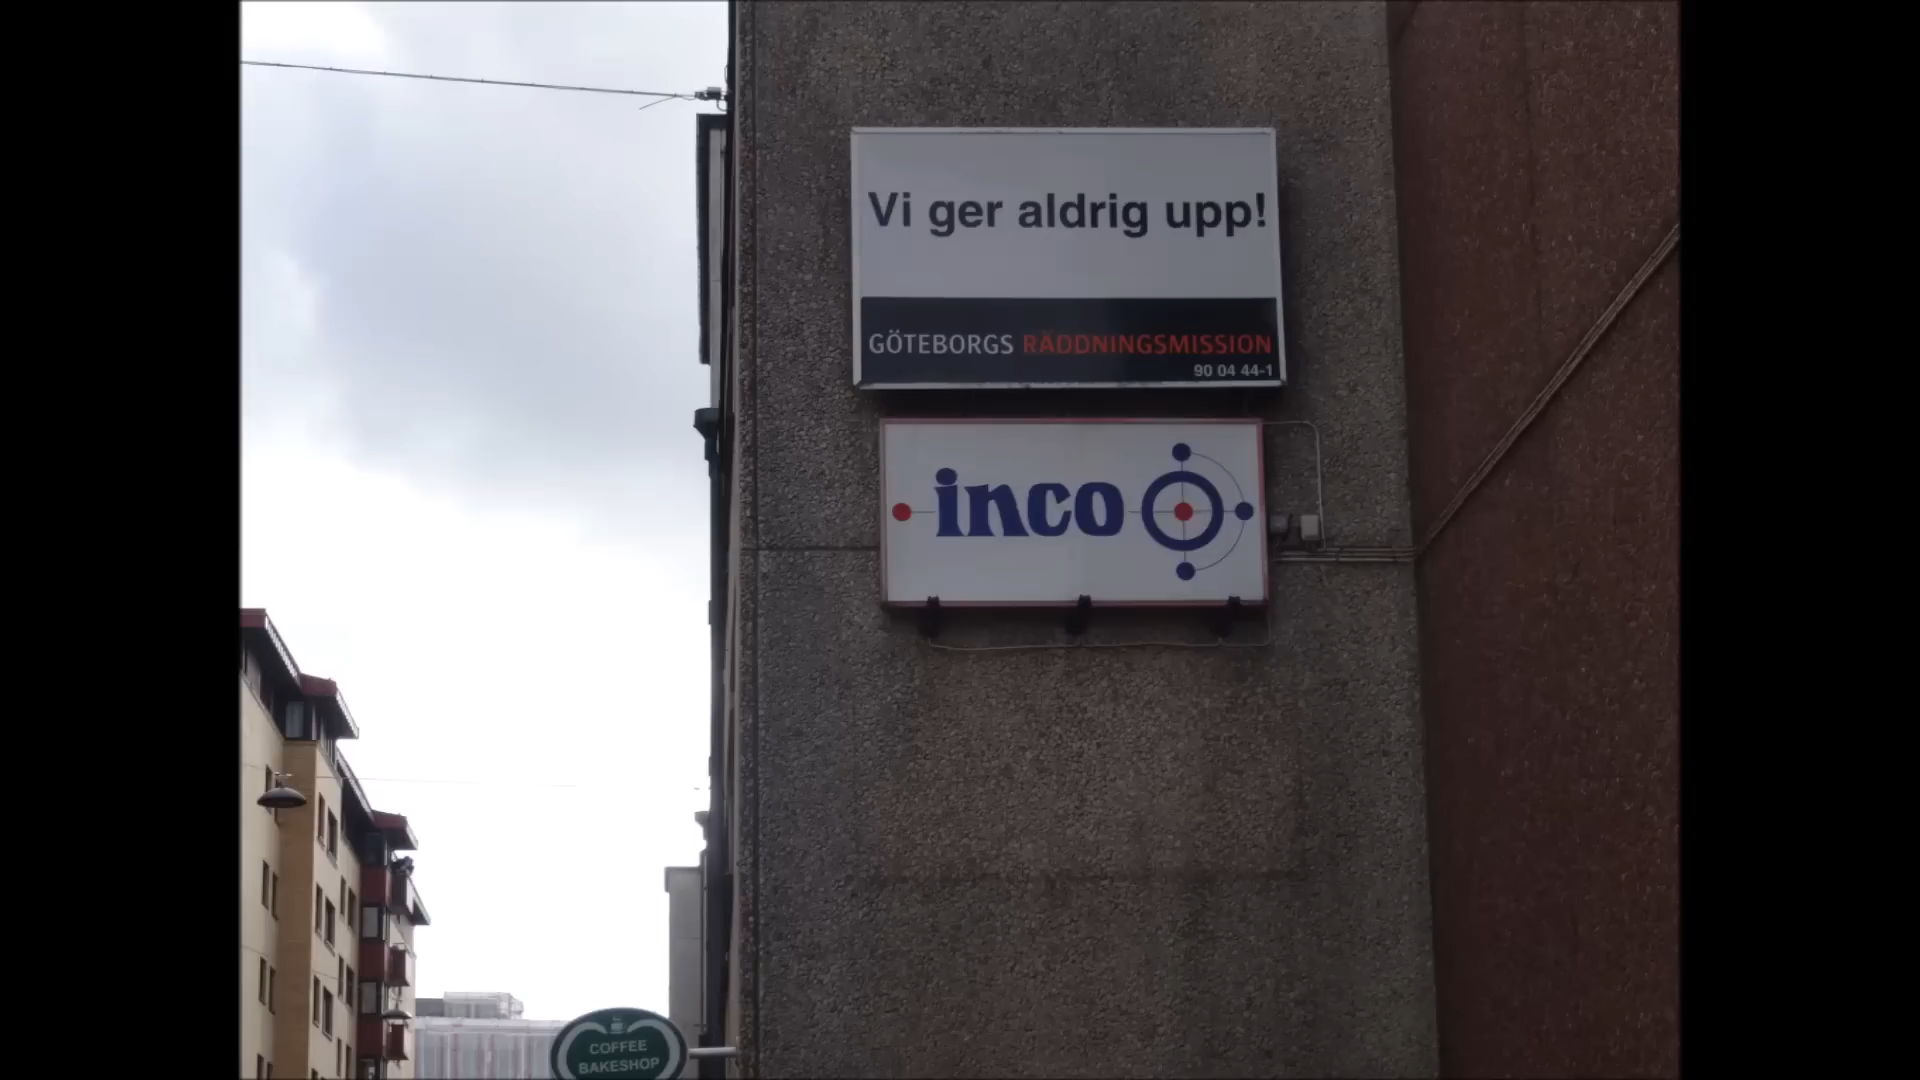 Vi ger aldrig upp!
GÖTEBORGS RÄDDNINGSMISSION
90 04 44-1
inco
COFFEE
BAKESHOP